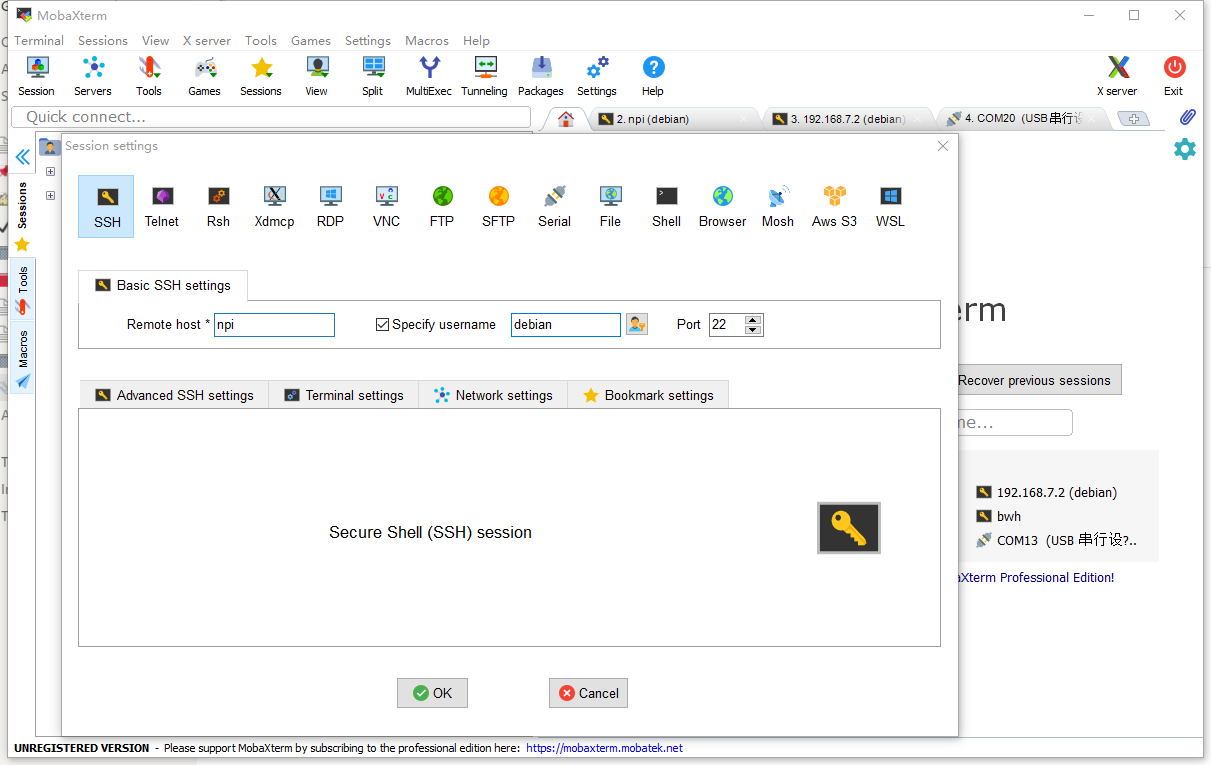 MobaXterm
Terminal Sessions View X server Tools Games Settings Macros Help
Session Servers Tools Games Sessions View Split MultiExec Tunneling Packages Settings Help X server Exit
Quick connect...
2. npi (debian)
3. 192.168.7.2 (debian)
4. COM20 (USB 串行设
Sessions
Tools
Macros
Session settings
SSH Telnet Rsh Xdmcp RDP VNC FTP SFTP Serial File Shell Browser Mosh Aws S3 WSL
Basic SSH settings
Remote host * npi
Specify username debian
Port 22
Advanced SSH settings
Terminal settings
Network settings
Bookmark settings
Secure Shell (SSH) session
OK
Cancel
erm
Recover previous sessions
me...
192.168.7.2 (debian)
bwh
COM13 (USB 串行设?..
aXterm Professional Edition!
UNREGISTERED VERSION - Please support MobaXterm by subscribing to the professional edition here: https://mobaxterm.mobatek.net